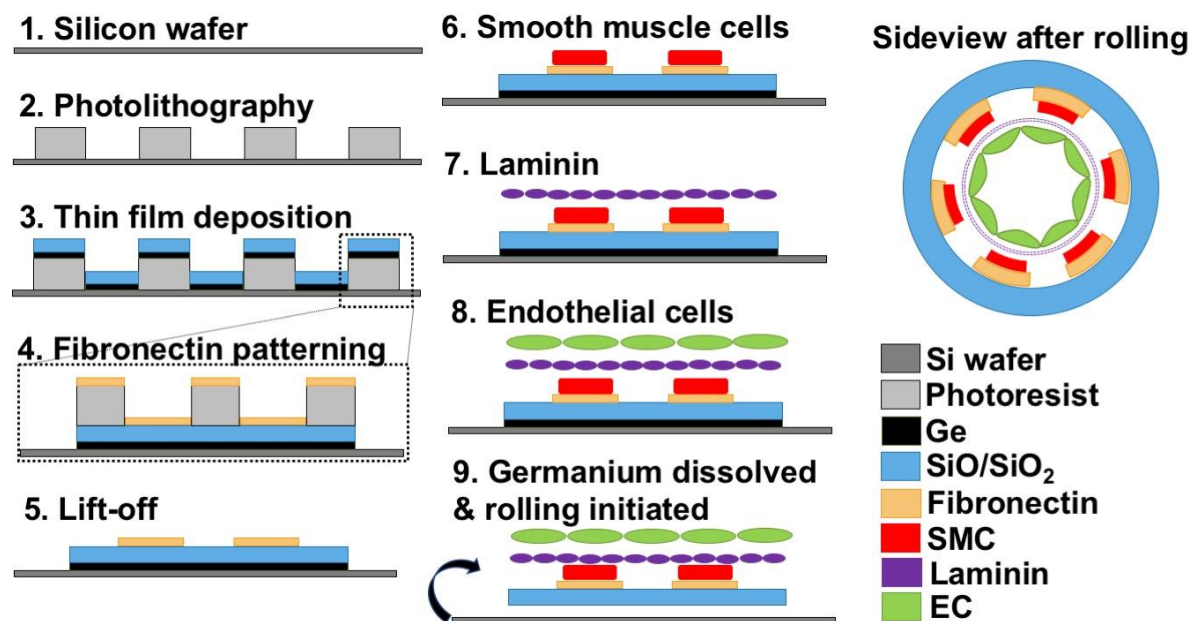 1. Silicon wafer
2. Photolithography
3. Thin film deposition
4. Fibronectin patterning
5. Lift-off
6. Smooth muscle cells
7. Laminin
8. Endothelial cells
9. Germanium dissolved
& rolling initiated
Sideview after rolling
Si wafer
Photoresist
Ge
SiO/SiO₂
Fibronectin
SMC
Laminin
EC